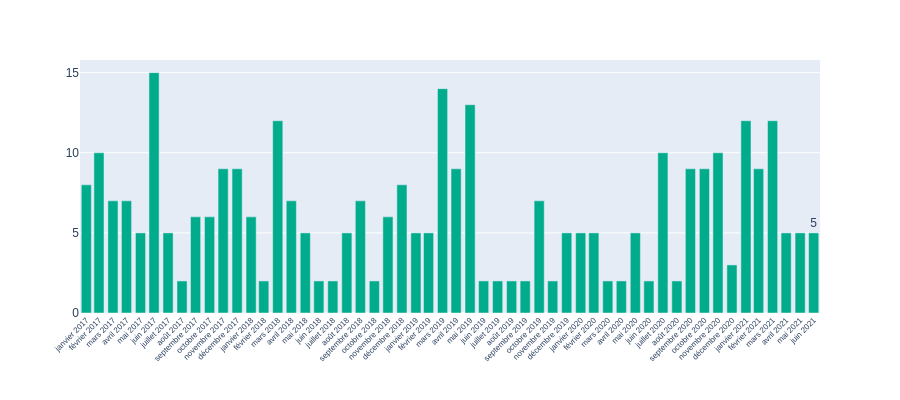 15
10
5
0
5
janvier 2017
février 2017
mars 2017
avril 2017
mai 2017
juin 2017
juillet 2017
août 2017
septembre 2017
octobre 2017
novembre 2017
décembre 2017
janvier 2018
février 2018
mars 2018
avril 2018
mai 2018
juin 2018
juillet 2018
août 2018
septembre 2018
octobre 2018
novembre 2018
décembre 2018
janvier 2019
février 2019
mars 2019
avril 2019
mai 2019
juin 2019
juillet 2019
août 2019
septembre 2019
octobre 2019
novembre 2019
décembre 2019
janvier 2020
février 2020
mars 2020
avril 2020
mai 2020
juin 2020
juillet 2020
août 2020
septembre 2020
octobre 2020
novembre 2020
décembre 2020
janvier 2021
février 2021
mars 2021
avril 2021
mai 2021
juin 2021